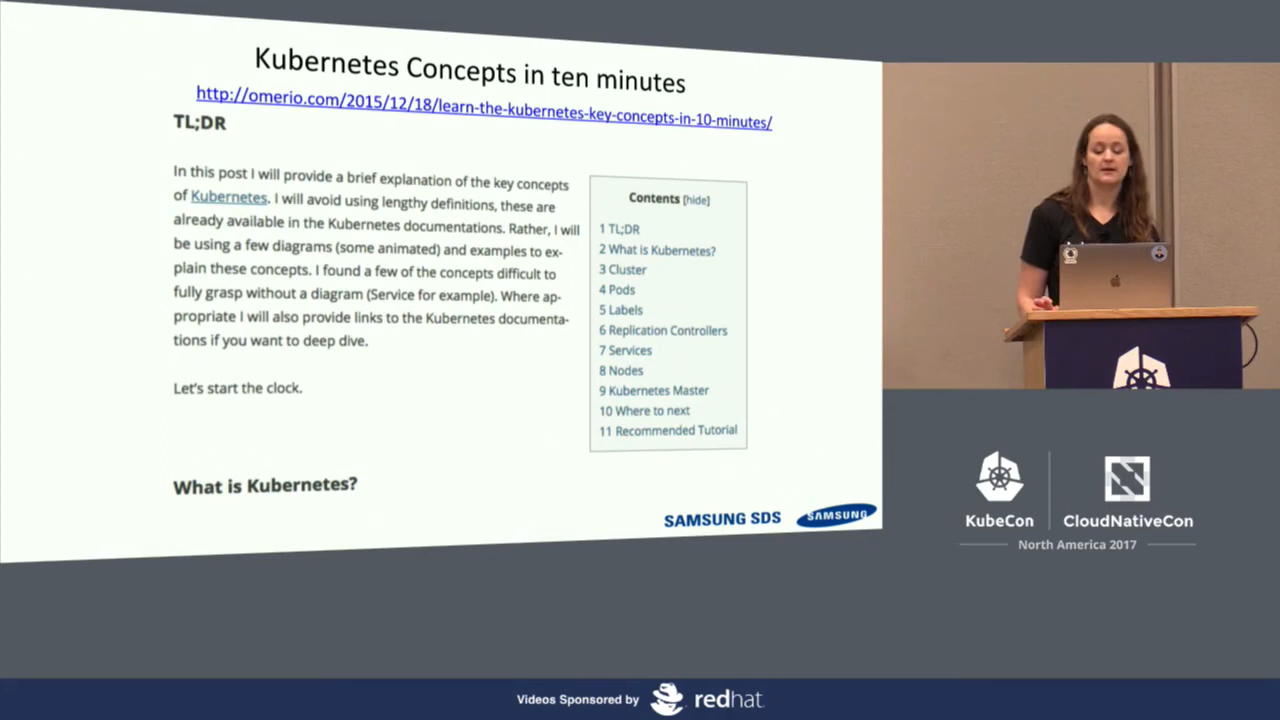 Kubernetes Concepts in ten minutes
http://omerio.com/2015/12/18/learn-the-kubernetes-key-concepts-in-10-minutes/
TL;DR
In this post I will provide a brief explanation of the key concepts
of Kubernetes. I will avoid using lengthy definitions, these are
already available in the Kubernetes documentations. Rather, I will
be using a few diagrams (some animated) and examples to ex-
plain these concepts. I found a few of the concepts difficult to
fully grasp without a diagram (Service for example). Where ap-
propriate I will also provide links to the Kubernetes documenta-
tions if you want to deep dive.
Let's start the clock.
Contents [hide]
1 TL;DR
2 What is Kubernetes?
3 Cluster
4 Pods
5 Labels
6 Replication Controllers
7 Services
8 Nodes
9 Kubernetes Master
10 Where to next
11 Recommended Tutorial
What is Kubernetes?
SAMSUNG SDS
SAMSUNG
KubeCon
CloudNativeCon
North America 2017
Videos Sponsored by
redhat